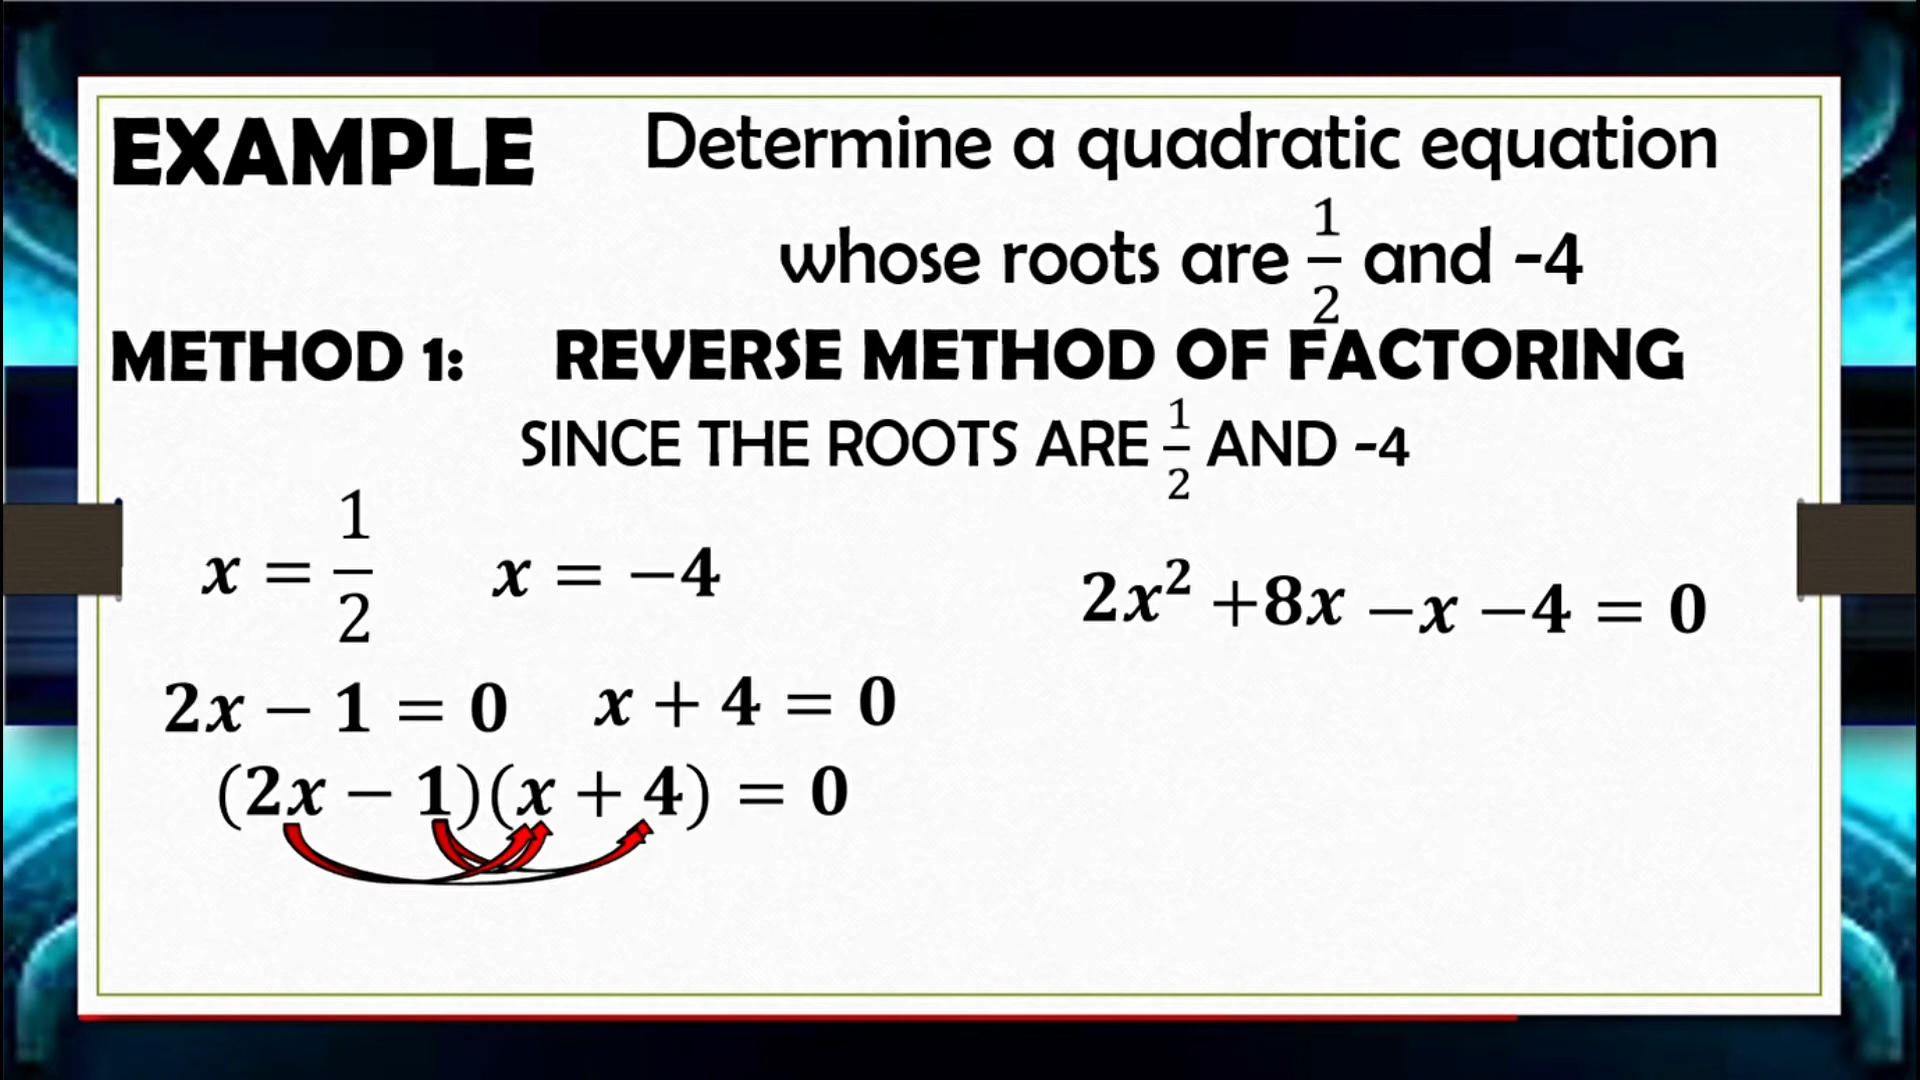 EXAMPLE
Determine a quadratic equation
whose roots are 1/2 and -4
METHOD 1: REVERSE METHOD OF FACTORING
SINCE THE ROOTS ARE 1/2 AND -4
x = 1/2 x = −4
2x² +8x −x −4 = 0
2x − 1 = 0 x + 4 = 0
(2x − 1)(x + 4) = 0